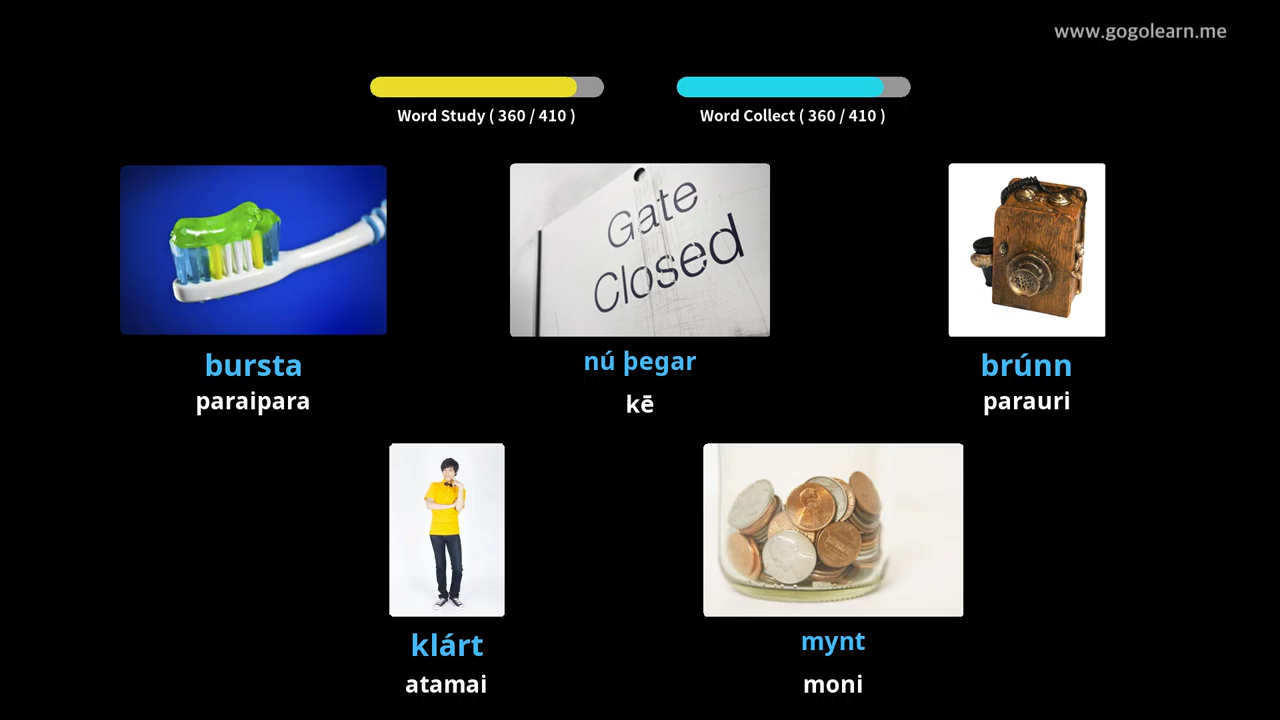 www.gogolearn.me
Word Study ( 360 / 410 )
Word Collect ( 360 / 410 )
Gate
Closed
bursta
paraipara
nú þegar
kē
brúnn
parauri
klárt
atamai
mynt
moni